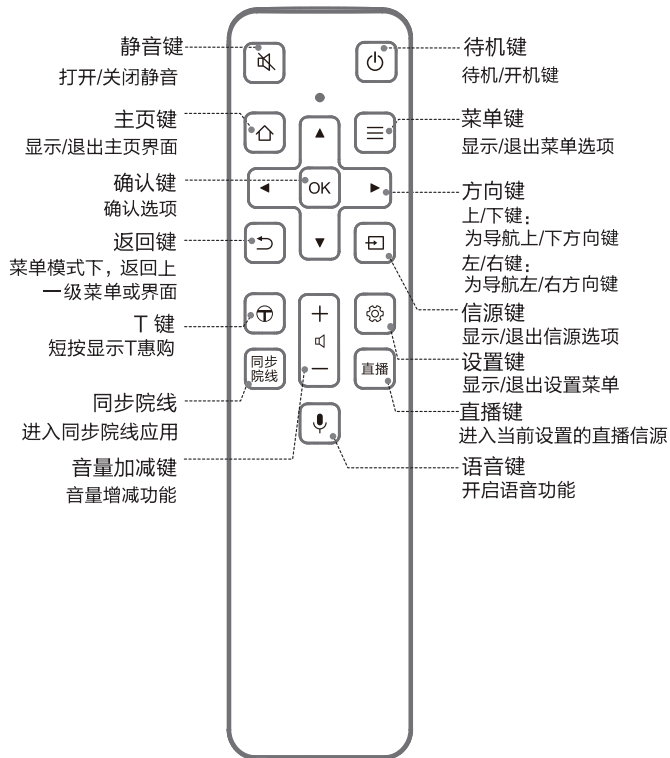 静音键
打开/关闭静音
主页键
显示/退出主页界面
确认键
确认选项
返回键
菜单模式下，返回上
一级菜单或界面
T 键
短按显示T惠购
同步院线
进入同步院线应用
音量加减键
音量增减功能
OK
同步
院线
直播
待机键
待机/开机键
菜单键
显示/退出菜单选项
方向键
上/下键：
为导航上/下方向键
左/右键：
为导航左/右方向键
信源键
显示/退出信源选项
设置键
显示/退出设置菜单
直播键
进入当前设置的直播信源
语音键
开启语音功能